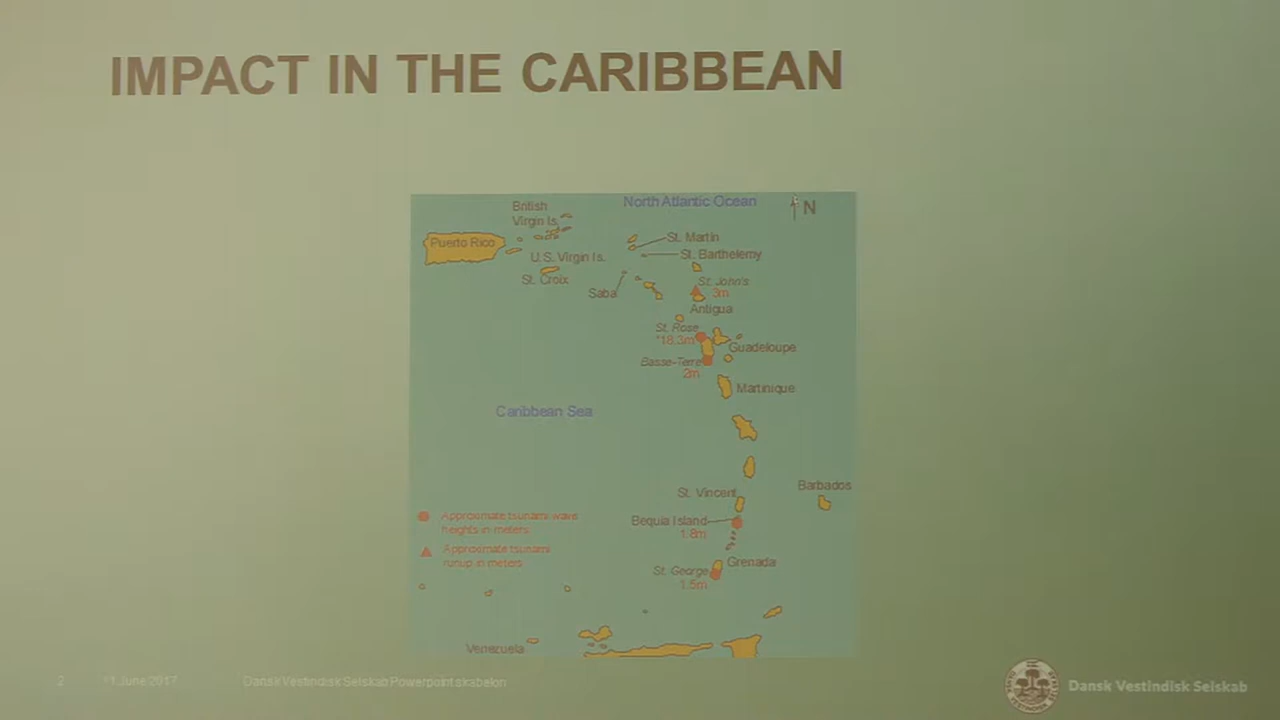 IMPACT IN THE CARIBBEAN
North Atlantic Ocean
N
British
Virgin Is.
Puerto Rico
St. Martin
St. Barthelemy
U.S. Virgin Is.
St. Croix
Saba
St. John's
3m
Antigua
St. Rose
*18.3m
Guadeloupe
Basse-Terre
2m
Martinique
Caribbean Sea
St. Vincent
Barbados
Bequia Island
1.8m
Approximate tsunami wave
heights in meters
Approximate tsunami
runup in meters
Grenada
St. George
1.5m
Venezuela
2
11 June 2017
Dansk Vestindisk Selskab Powerpoint skabelon
Dansk Vestindisk Selskab